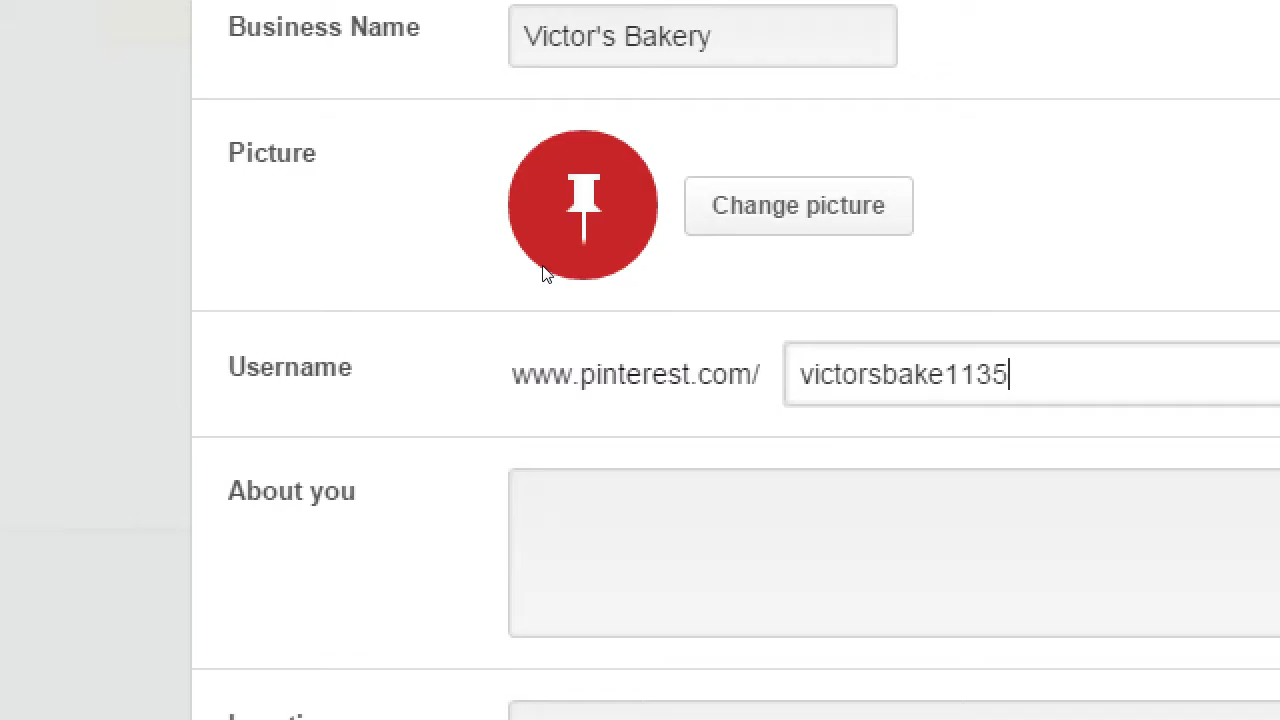 Business Name
Victor's Bakery
Picture
Change picture
Username
www.pinterest.com/ victorsbake1135
About you